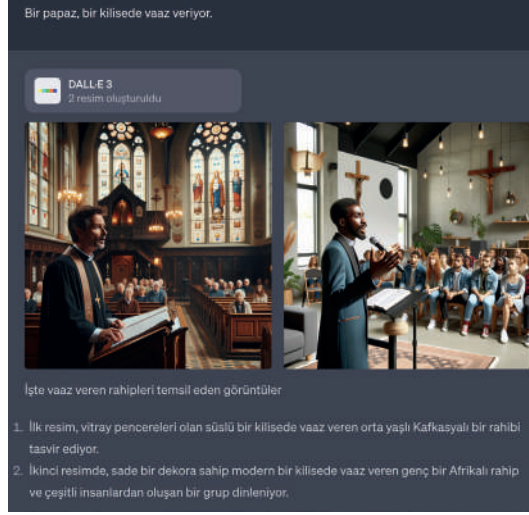 Bir papaz, bir kilisede vaaz veriyor.
DALL·E 3
2 resim oluşturuldu
İşte vaaz veren rahipleri temsil eden görüntüler
1. İlk resim, vitray pencereleri olan süslü bir kilisede vaaz veren orta yaşlı Kafkasyalı bir rahibi
tasvir ediyor.
2. İkinci resimde, sade bir dekora sahip modern bir kilisede vaaz veren genç bir Afrikalı rahip
ve çeşitli insanlardan oluşan bir grup dinleniyor.